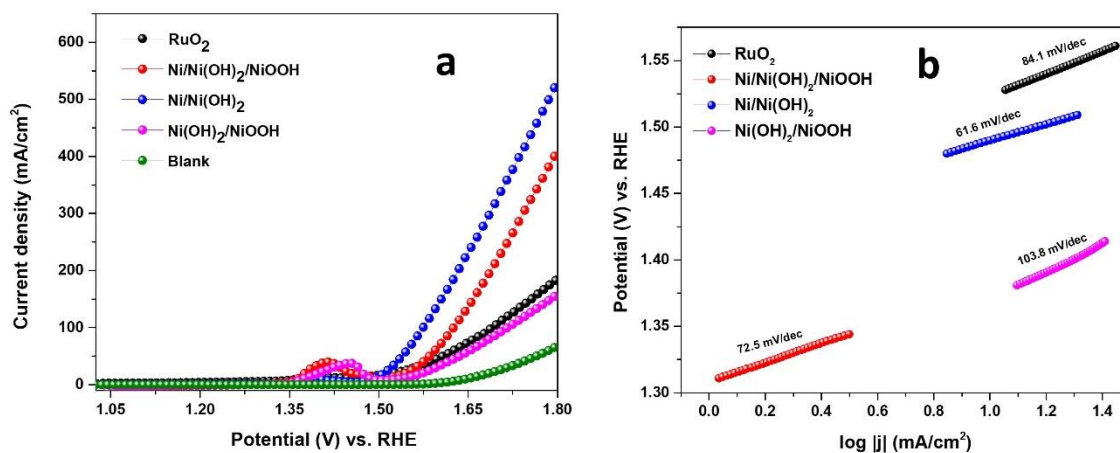 a
RuO₂
Ni/Ni(OH)₂/NiOOH
Ni/Ni(OH)₂
Ni(OH)₂/NiOOH
Blank
600
500
400
300
200
100
0
Current density (mA/cm²)
1.05 1.20 1.35 1.50 1.65 1.80
Potential (V) vs. RHE
b
RuO₂
Ni/Ni(OH)₂/NiOOH
Ni/Ni(OH)₂
Ni(OH)₂/NiOOH
84.1 mV/dec
61.6 mV/dec
103.8 mV/dec
72.5 mV/dec
1.55
1.50
1.45
1.40
1.35
1.30
Potential (V) vs. RHE
0.0 0.2 0.4 0.6 0.8 1.0 1.2 1.4
log |j| (mA/cm²)